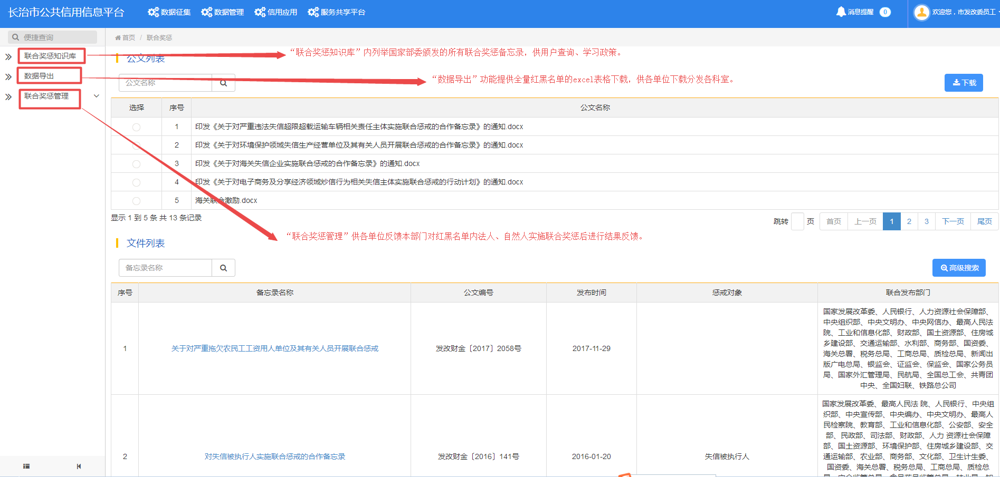 长治市公共信用信息平台
数据征集
数据管理
信用应用
服务共享平台
消息提醒
0
欢迎您，市发改委员工
便捷查询
首页 / 联合奖惩
联合奖惩知识库
数据导出
联合奖惩管理
“联合奖惩知识库”内列举国家部委颁发的所有联合奖惩备忘录，供用户查询、学习政策。
公文列表
“数据导出”功能提供全量红黑名单的excel表格下载，供各单位下载分发各科室。
公文名称
下载
选择 序号 公文名称
1 印发《关于对严重违法失信超限超载运输车辆相关责任主体实施联合惩戒的合作备忘录》的通知.docx
2 印发《关于对环境保护领域失信生产经营单位及其有关人员开展联合惩戒的合作备忘录》的通知.docx
3 印发《关于对海关失信企业实施联合惩戒的合作备忘录》的通知.docx
4 印发《关于对电子商务及分享经济领域炒信行为相关失信主体实施联合惩戒的行动计划》的通知.docx
5 海关联合激励.docx
显示 1 到 5 条 共 13 条记录
跳转 页 首页 上一页 1 2 3 下一页 尾页
“联合奖惩管理”供各单位反馈本部门对红黑名单内法人、自然人实施联合奖惩后进行结果反馈。
文件列表
备忘录名称
高级搜索
序号 备忘录名称 公文编号 发布时间 惩戒对象 联合发布部门
1 关于对严重拖欠农民工工资用人单位及其有关人员开展联合惩戒 发改财金〔2017〕2058号 2017-11-29
国家发展改革委、人民银行、人力资源社会保障部、
中央组织部、中央文明办、中央网信办、最高人民法
院、工业和信息化部、财政部、国土资源部、住房城
乡建设部、交通运输部、水利部、商务部、国资委、
海关总署、税务总局、工商总局、质检总局、新闻出
版广电总局、银监会、证监会、保监会、国家公务员
局、国家外汇管理局、民航局、全国总工会、共青团
中央、全国妇联、铁路总公司
2 对失信被执行人实施联合惩戒的合作备忘录 发改财金〔2016〕141号 2016-01-20 失信被执行人
国家发展改革委、最高人民法 院、人民银行、中央组
织部、中央宣传部、中央编办、中央文明办、最高人
民检察院、教育部、工业和信息化部、公安部、安全
部、民政部、司法部、财政部、人力 资源社会保障
部、国土资源部、环境保护部、住房城乡建设部、交
通运输部、农业部、商务部、文化部、卫生计生委、
国资委、海关总署、税务总局、工商总局、质检总